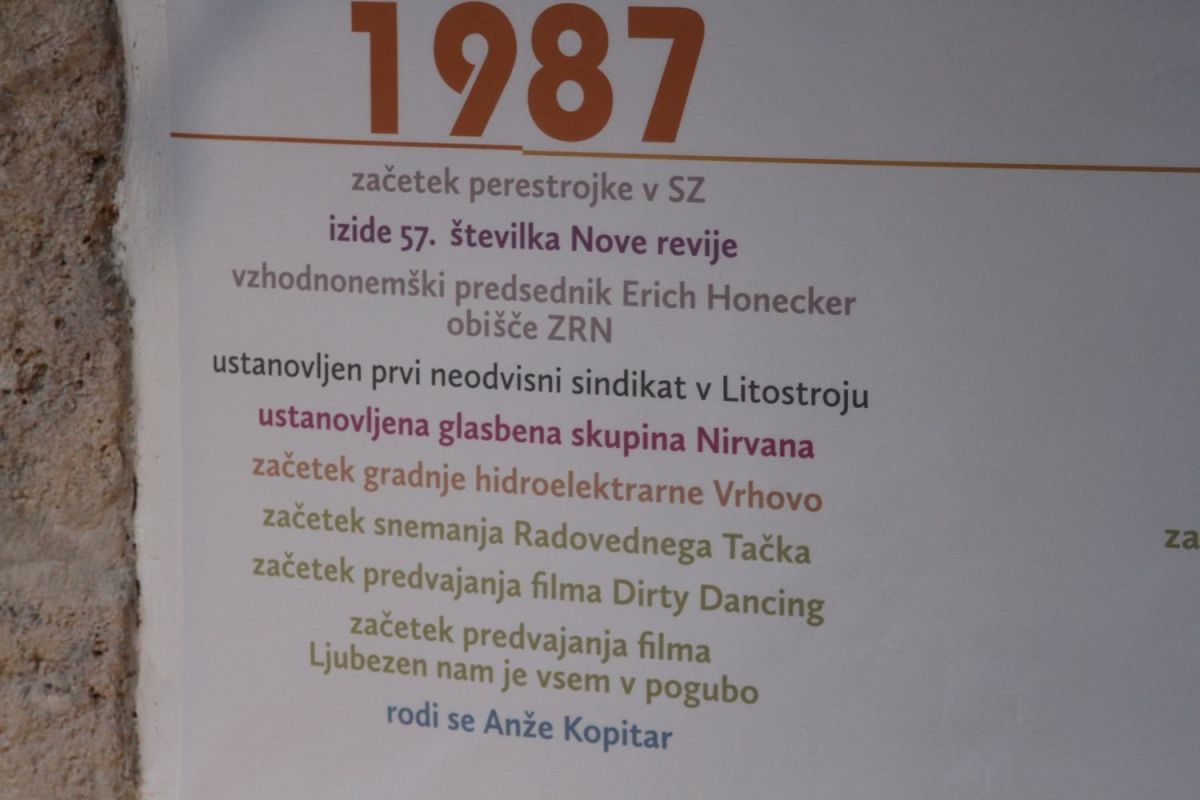 1987
začetek perestrojke v SZ
izide 57. številka Nove revije
vzhodnonemški predsednik Erich Honecker
obišče ZRN
ustanovljen prvi neodvisni sindikat v Litostroju
ustanovljena glasbena skupina Nirvana
začetek gradnje hidroelektrarne Vrhovo
začetek snemanja Radovednega Tačka
začetek predvajanja filma Dirty Dancing
začetek predvajanja filma
Ljubezen nam je vsem v pogubo
rodi se Anže Kopitar
za